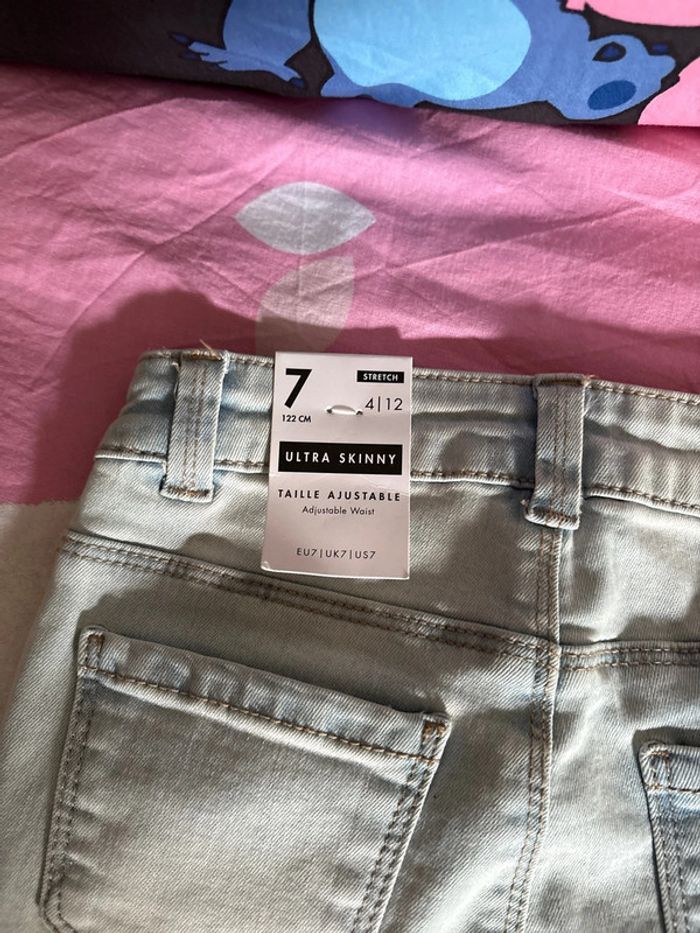 7
STRETCH
122 CM
4|12
ULTRA SKINNY
TAILLE AJUSTABLE
Adjustable Waist
EU7|UK7|US7